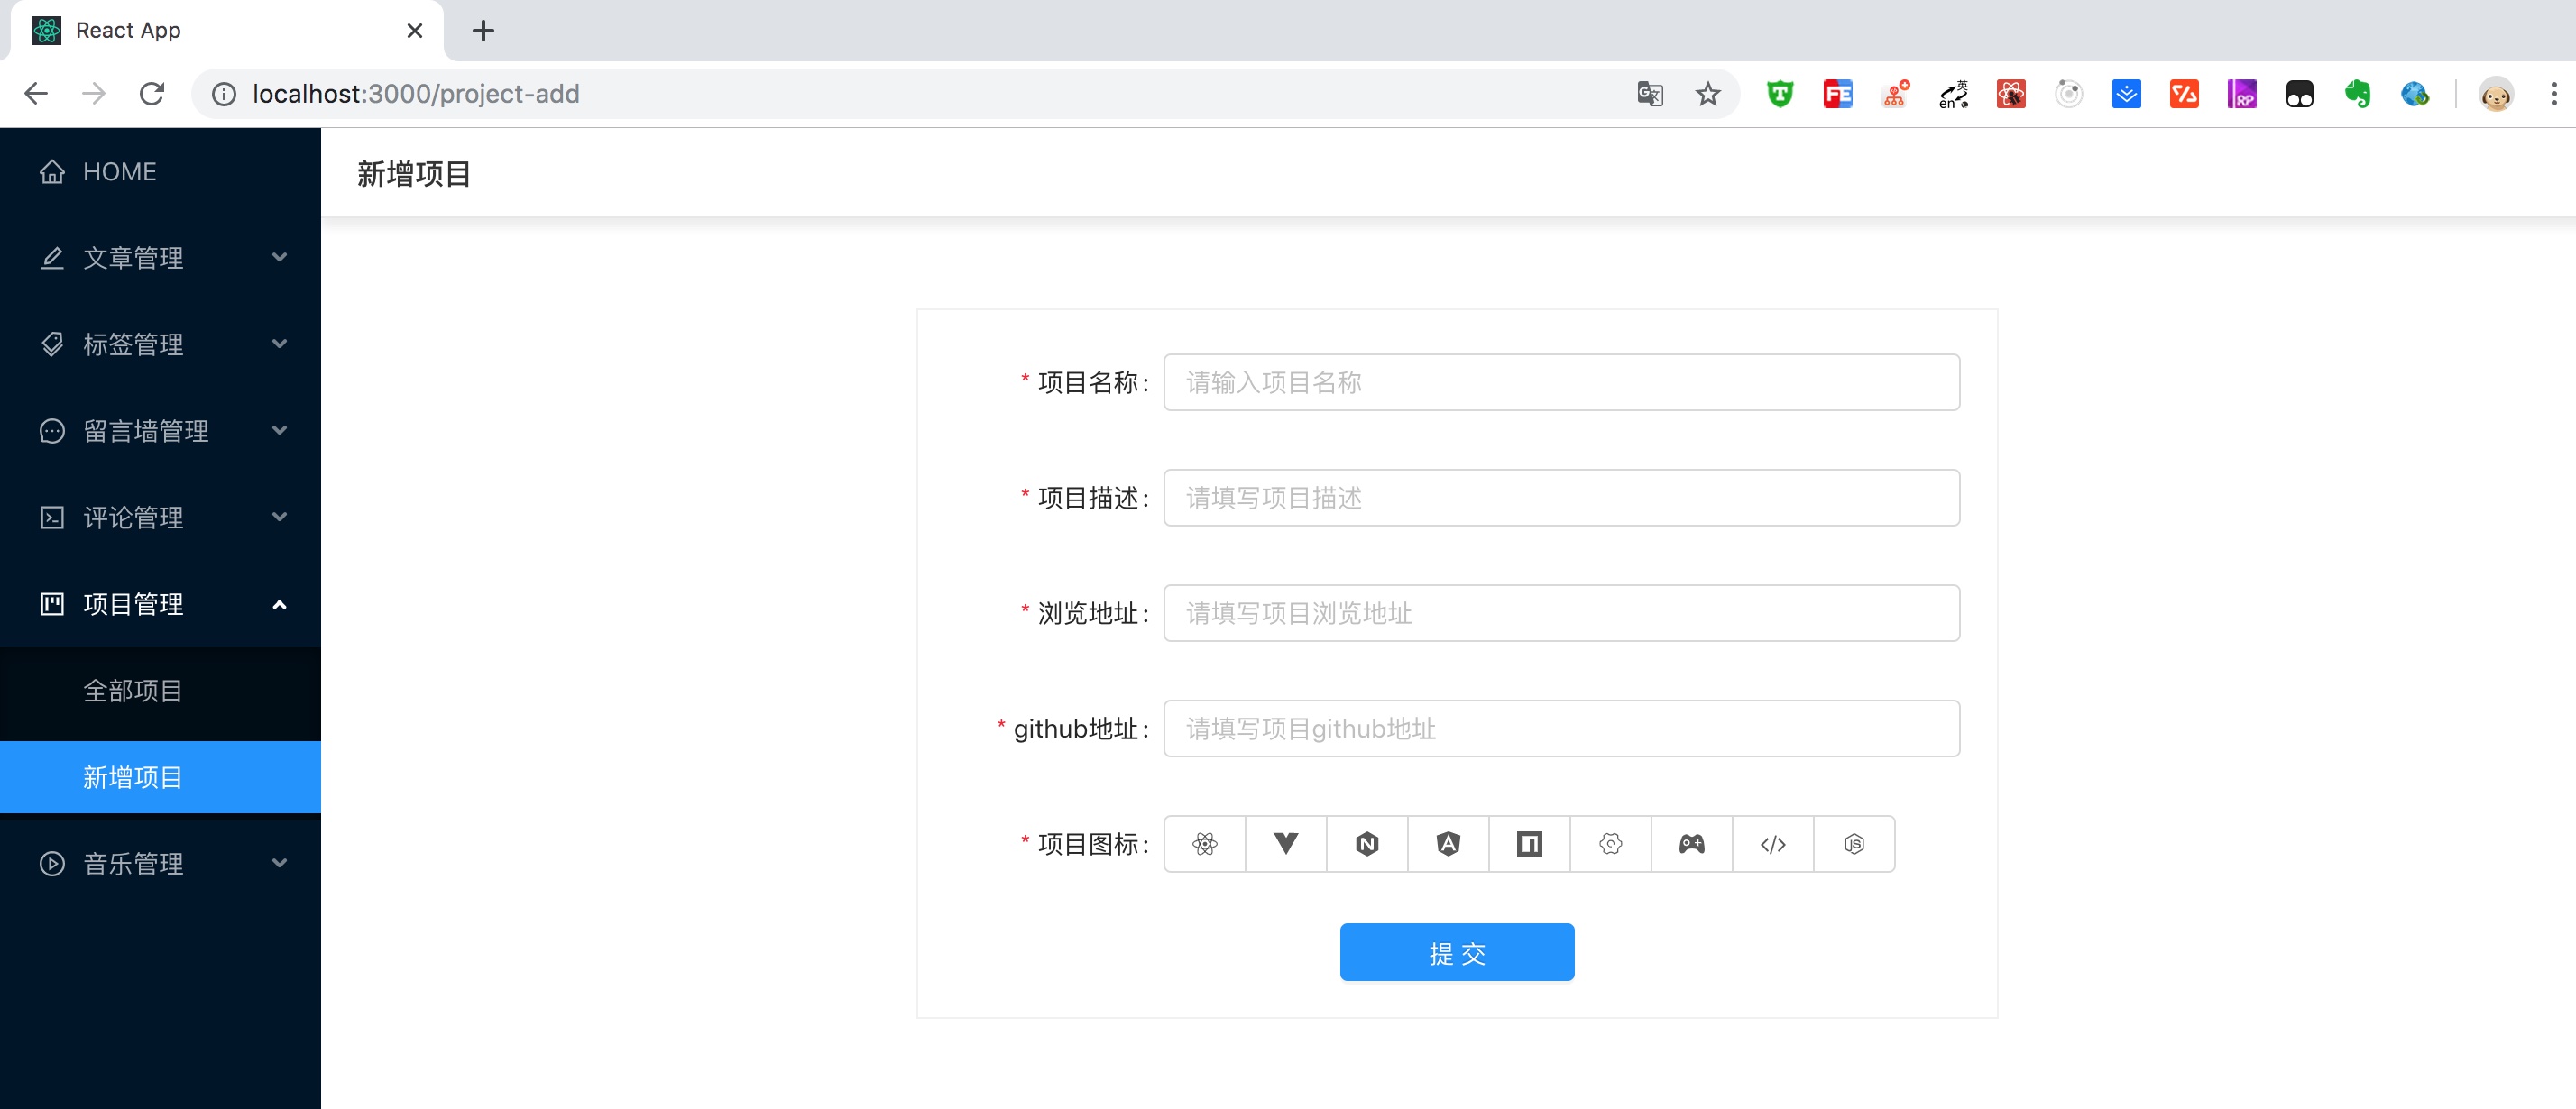 React App
localhost:3000/project-add
HOME
文章管理
标签管理
留言墙管理
评论管理
项目管理
全部项目
新增项目
音乐管理
新增项目
* 项目名称: 请输入项目名称
* 项目描述: 请填写项目描述
* 浏览地址: 请填写项目浏览地址
* github地址: 请填写项目github地址
* 项目图标:
提 交